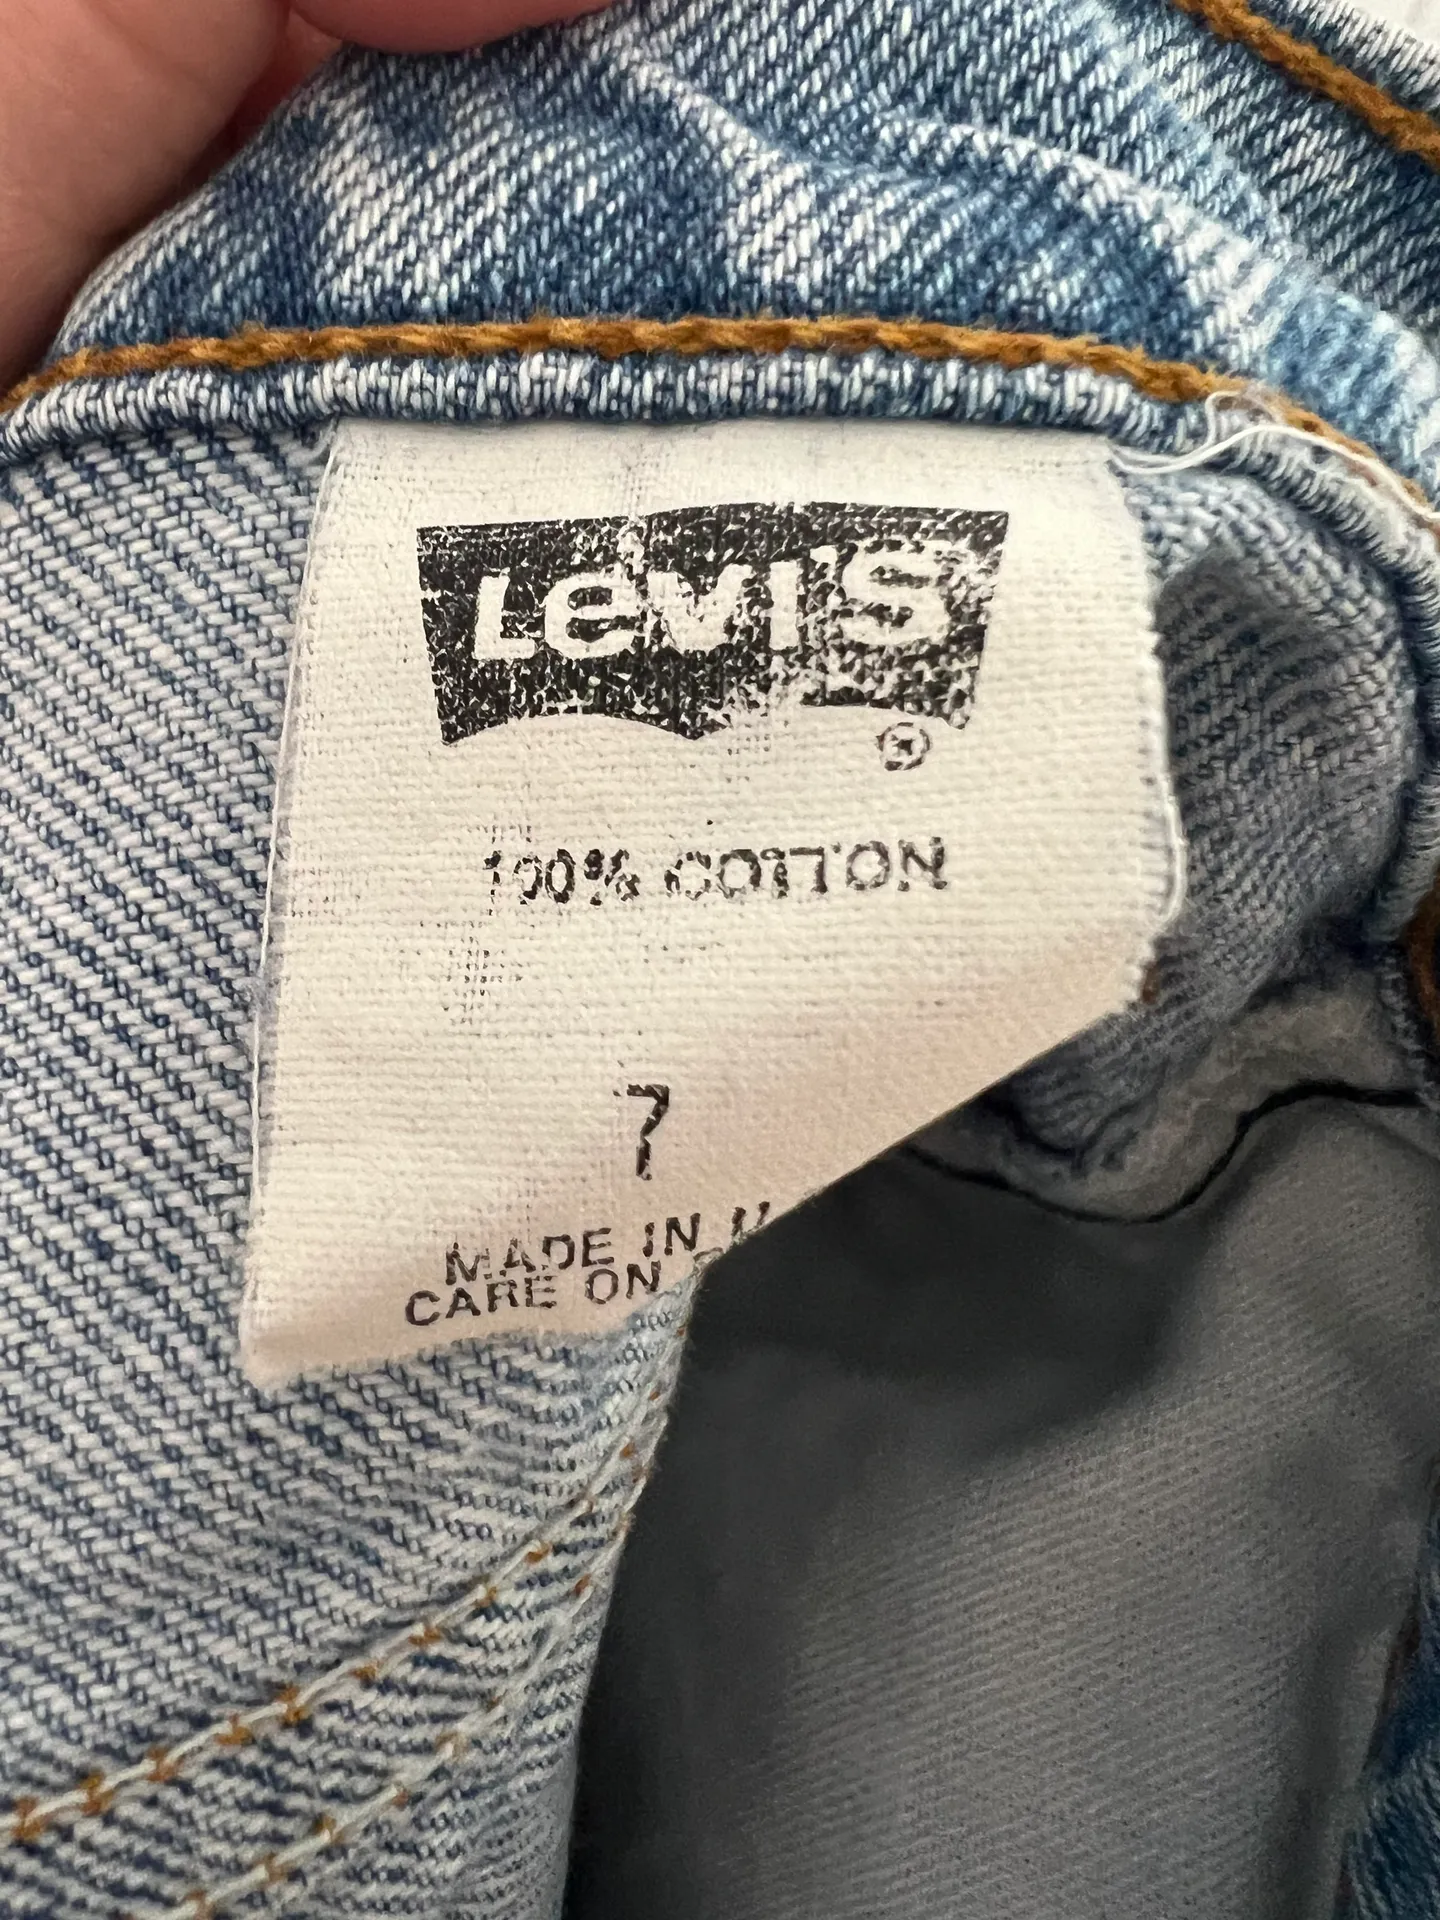 Levi's
®
100% COTTON
7
MADE IN U
CARE ON